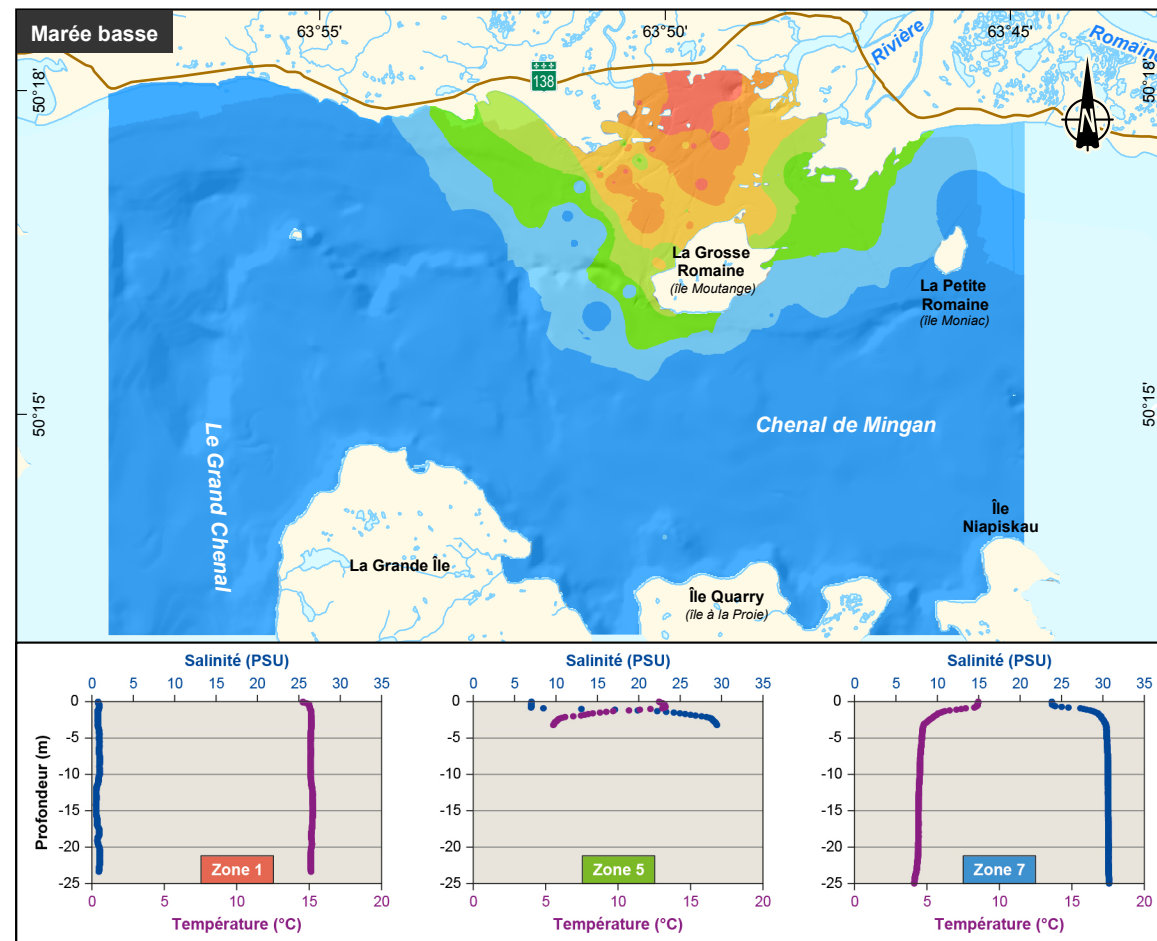 Marée basse
63°55'
63°50'
63°45'
Rivière
Romaine
138
50°18'
50°18'
N
La Grosse
Romaine
(île Moutange)
La Petite
Romaine
(île Moniac)
50°15'
50°15'
Chenal de Mingan
Le Grand Chenal
Île
Niapiskau
La Grande Île
Île Quarry
(île à la Proie)
Salinité (PSU)
0 5 10 15 20 25 30 35
Profondeur (m)
0
-5
-10
-15
-20
-25
Zone 1
0 5 10 15 20
Température (°C)
Salinité (PSU)
0 5 10 15 20 25 30 35
0
-5
-10
-15
-20
-25
Zone 5
0 5 10 15 20
Température (°C)
Salinité (PSU)
0 5 10 15 20 25 30 35
0
-5
-10
-15
-20
-25
Zone 7
0 5 10 15 20
Température (°C)